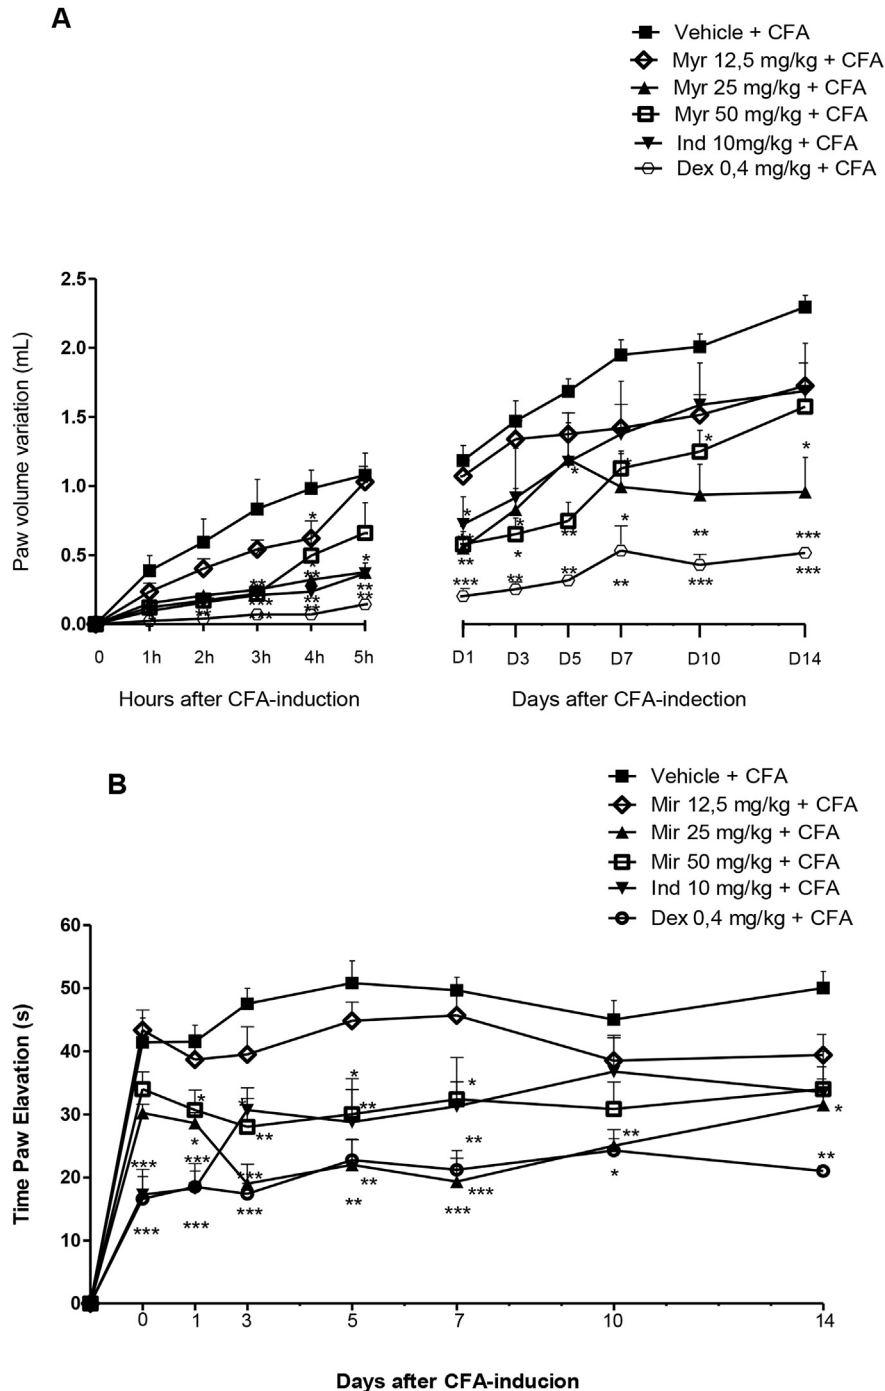 A
Vehicle + CFA
Myr 12,5 mg/kg + CFA
Myr 25 mg/kg + CFA
Myr 50 mg/kg + CFA
Ind 10mg/kg + CFA
Dex 0,4 mg/kg + CFA
Paw volume variation (mL)
2.5
2.0
1.5
1.0
0.5
0.0
0 1h 2h 3h 4h 5h
D1 D3 D5 D7 D10 D14
Hours after CFA-induction
Days after CFA-indection
B
Vehicle + CFA
Mir 12,5 mg/kg + CFA
Mir 25 mg/kg + CFA
Mir 50 mg/kg + CFA
Ind 10 mg/kg + CFA
Dex 0,4 mg/kg + CFA
Time Paw Elavation (s)
60
50
40
30
20
10
0
0 1 3 5 7 10 14
Days after CFA-inducion